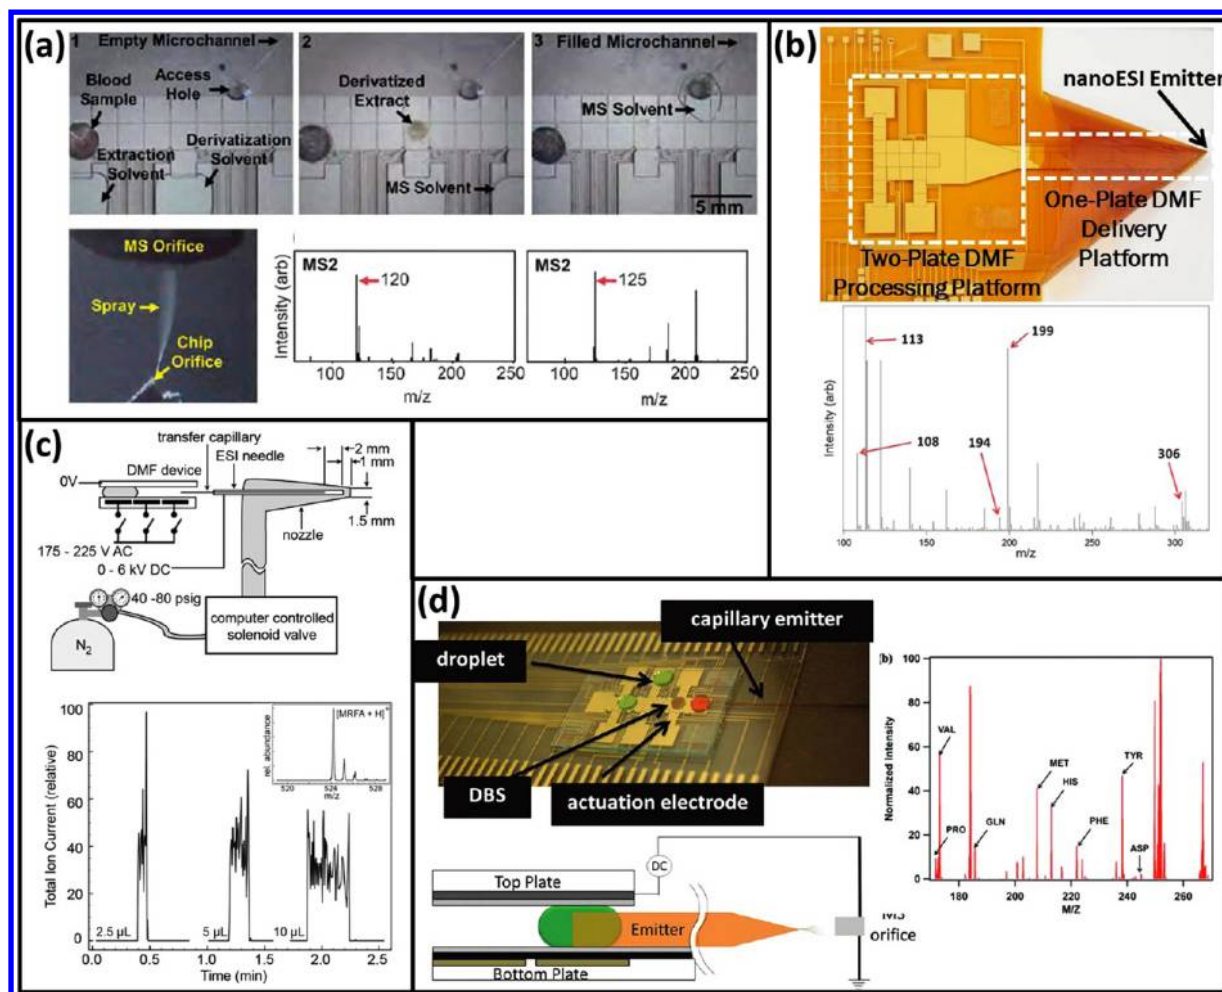 (a)
1 Empty Microchannel
Blood
Sample
Access
Hole
Derivatization
Solvent
Extraction
Solvent
2
Derivatized
Extract
MS Solvent
3 Filled Microchannel
MS Solvent
5 mm
MS Orifice
Spray
Chip
Orifice
MS2
120
Intensity (arb)
100 150 200 250
m/z
MS2
125
100 150 200 250
m/z
(b)
nanoESI Emitter
One-Plate DMF
Delivery
Platform
Two-Plate DMF
Processing Platform
113
199
108
194
306
Intensity (arb)
100
150
200
250
300
m/z
(c)
transfer capillary
ESI needle
DMF device
2 mm
1 mm
0V
1.5 mm
nozzle
175 - 225 V AC
0 - 6 kV DC
40 -80 psig
computer controlled
solenoid valve
N2
Total Ion Current (relative)
100
80
60
40
20
0
[MRFA + H]+
rel. abundance
520 524 528
m/z
2.5 µL
5 µL
10 µL
0.0 0.5 1.0 1.5 2.0 2.5
Time (min)
(d)
capillary emitter
droplet
DBS
actuation electrode
DC
Top Plate
Emitter
Bottom Plate
orifice
Normalized Intensity
100
80
60
40
20
0
VAL
PRO
GLN
MET
HIS
PHE
TYR
ASP
180 200 220 240 260
M/Z